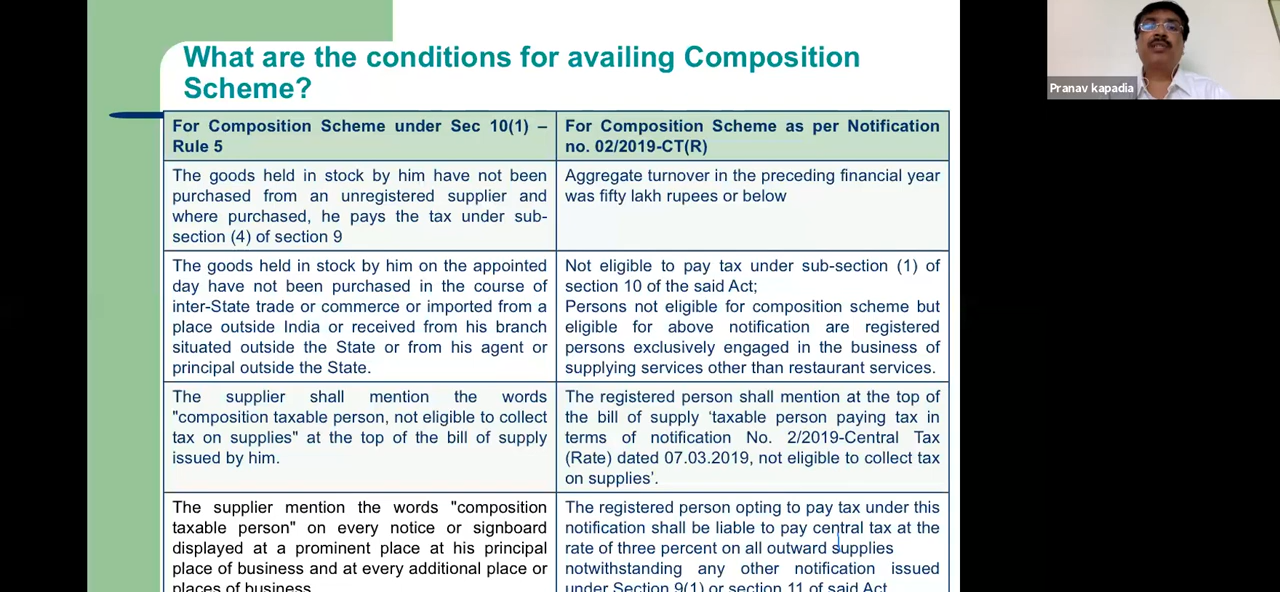 What are the conditions for availing Composition
Scheme?
For Composition Scheme under Sec 10(1) –
Rule 5
For Composition Scheme as per Notification
no. 02/2019-CT(R)
The goods held in stock by him have not been
purchased from an unregistered supplier and
where purchased, he pays the tax under sub-
section (4) of section 9
Aggregate turnover in the preceding financial year
was fifty lakh rupees or below
The goods held in stock by him on the appointed
day have not been purchased in the course of
inter-State trade or commerce or imported from a
place outside India or received from his branch
situated outside the State or from his agent or
principal outside the State.
Not eligible to pay tax under sub-section (1) of
section 10 of the said Act;
Persons not eligible for composition scheme but
eligible for above notification are registered
persons exclusively engaged in the business of
supplying services other than restaurant services.
The supplier shall mention the words
"composition taxable person, not eligible to collect
tax on supplies" at the top of the bill of supply
issued by him.
The registered person shall mention at the top of
the bill of supply ‘taxable person paying tax in
terms of notification No. 2/2019-Central Tax
(Rate) dated 07.03.2019, not eligible to collect tax
on supplies’.
The supplier mention the words "composition
taxable person" on every notice or signboard
displayed at a prominent place at his principal
place of business and at every additional place or
places of business.
The registered person opting to pay tax under this
notification shall be liable to pay central tax at the
rate of three percent on all outward supplies
notwithstanding any other notification issued
under Section 9(1) or section 11 of said Act
Pranav kapadia